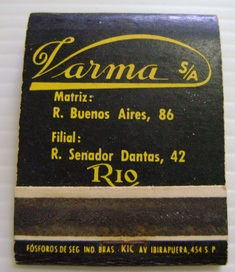 Varma S/A
Matriz:
R. Buenos Aires, 86
Filial:
R. Senador Dantas, 42
RIO
FÓSFOROS DE SEG. IND. BRAS. KIC AV. IBIRAPUERA, 454 S. P.